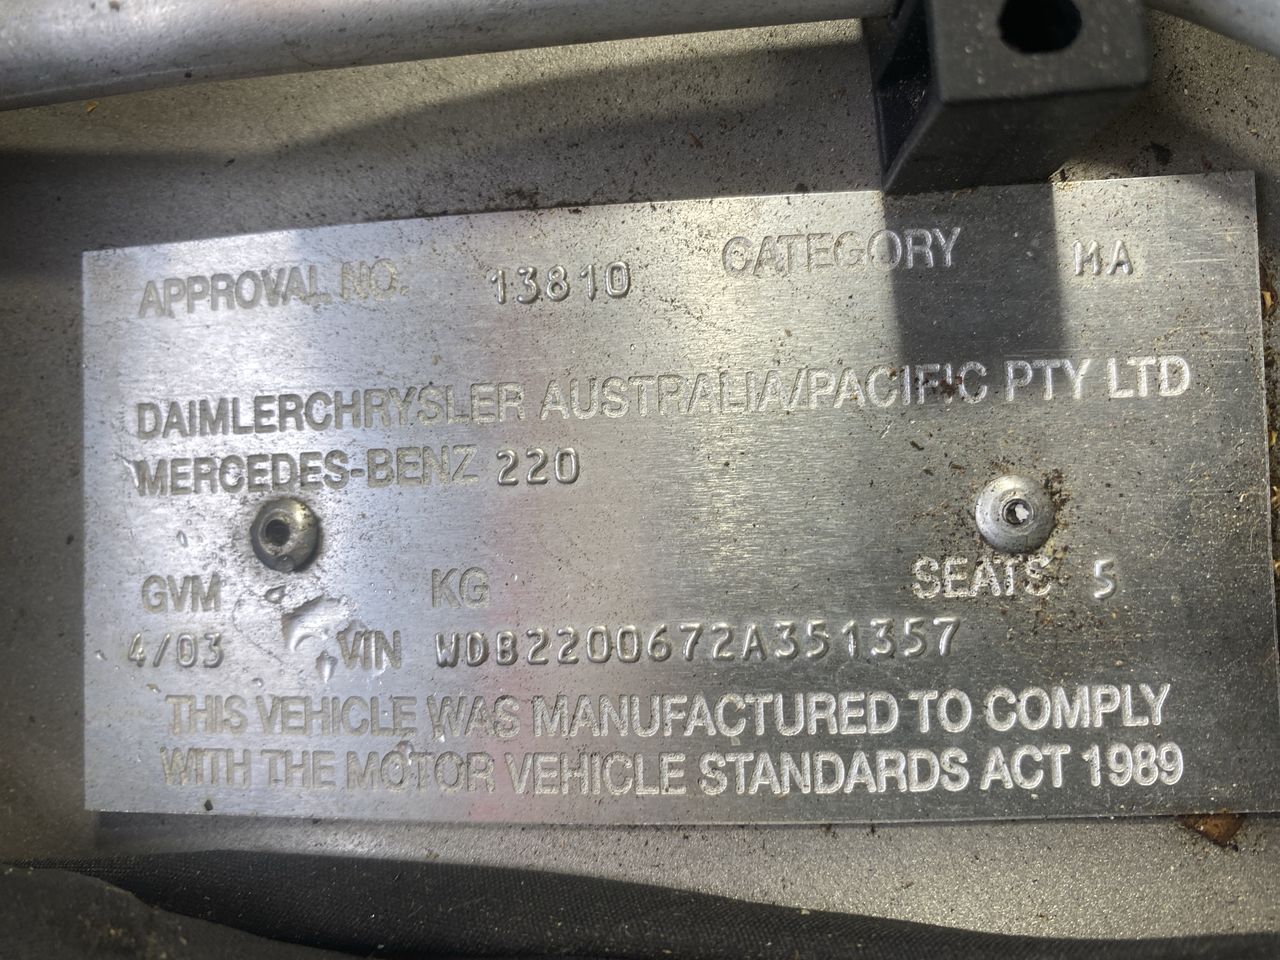 APPROVAL NO. 13810 CATEGORY MA
DAIMLERCHRYSLER AUSTRALIA/PACIFIC PTY LTD
MERCEDES-BENZ 220
GVM KG SEATS 5
4/03 VIN WDB2200672A351357
THIS VEHICLE WAS MANUFACTURED TO COMPLY
WITH THE MOTOR VEHICLE STANDARDS ACT 1989